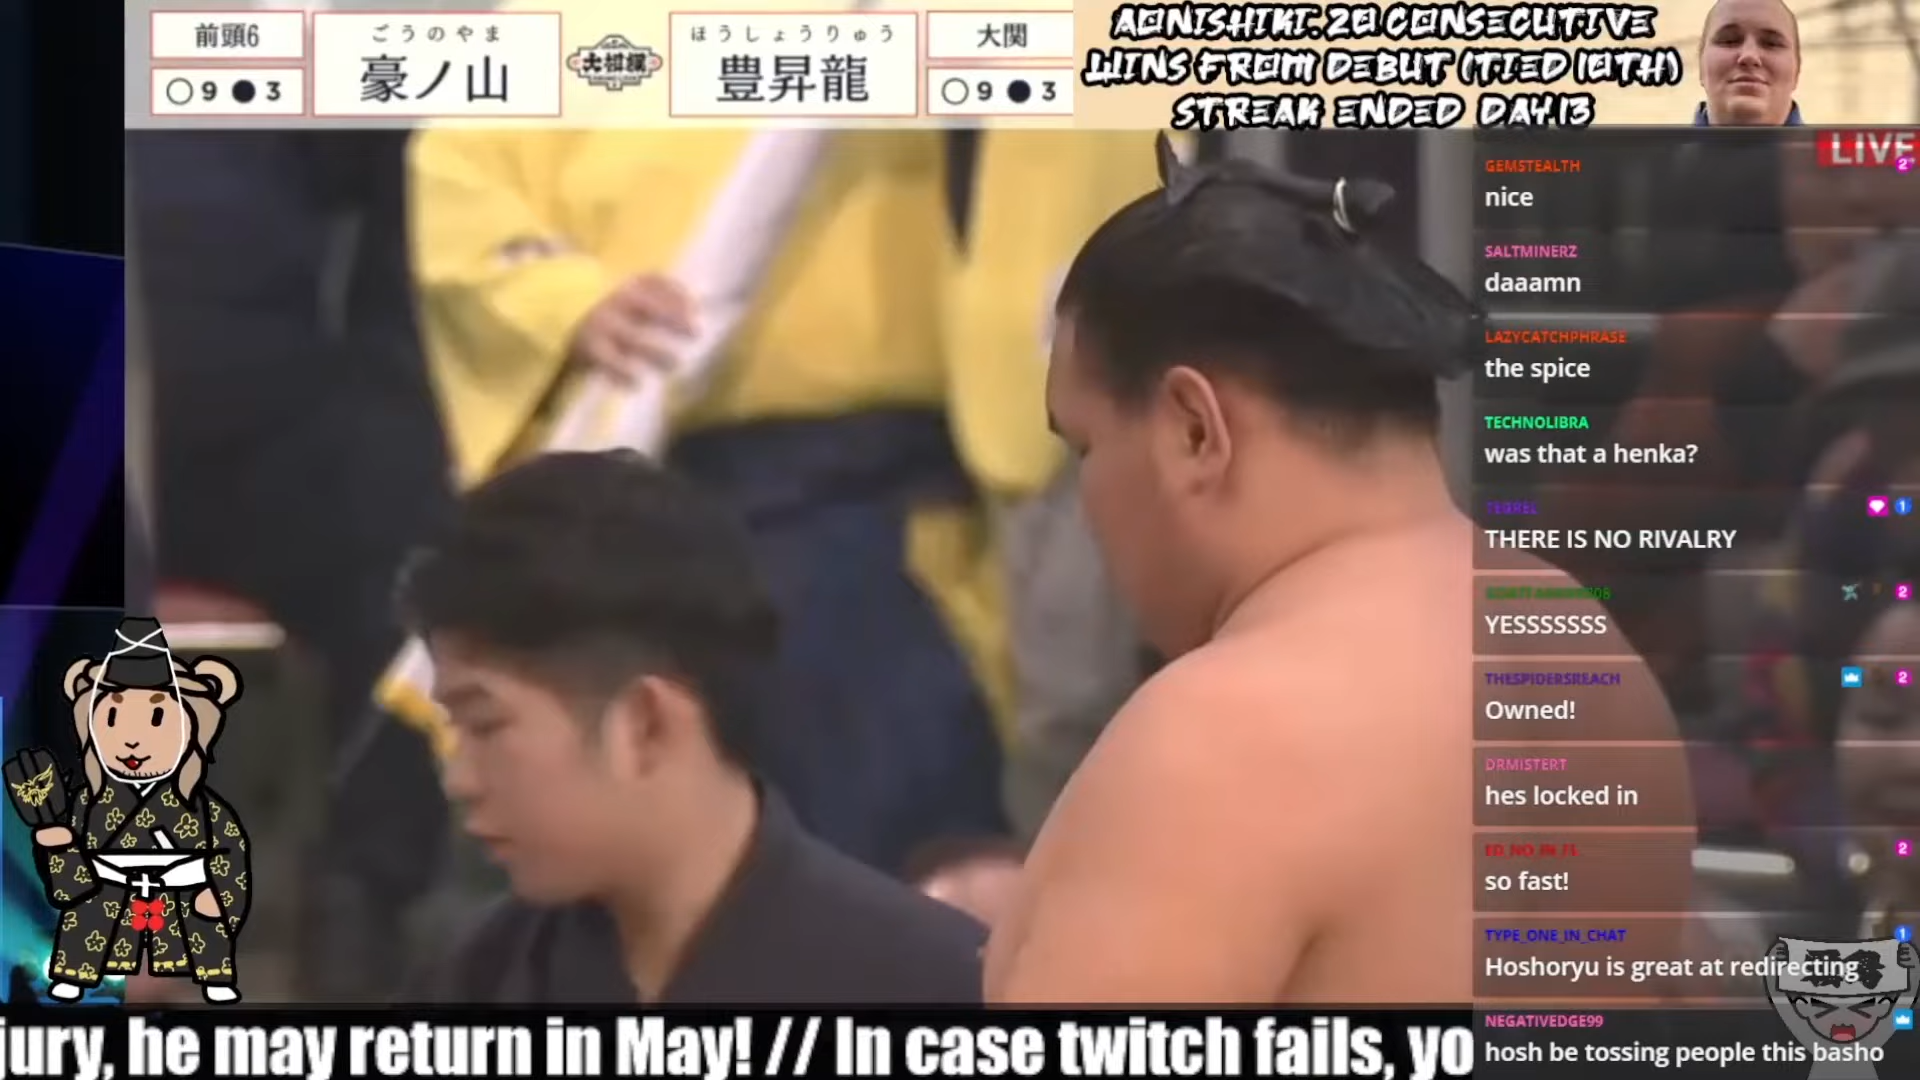 前頭6
○9 ●3
ごうのやま
豪ノ山
大相撲
ほうしょうりゅう
豊昇龍
大関
○9 ●3
AONISHIKI: 20 CONSECUTIVE
WINS FROM DEBUT (TIED 10TH)
STREAK ENDED DAY.13
LIVE
GEMSTEALTH
nice
SALTMINERZ
daaamn
LAZYCATCHPHRASE
the spice
TECHNOLIBRA
was that a henka?
TEGREL
THERE IS NO RIVALRY
YESSSSSSS
THESPIDERSREACH
Owned!
DRMISTERT
hes locked in
ED_NO_IN_FL
so fast!
TYPE_ONE_IN_CHAT
Hoshoryu is great at redirecting
NEGATIVEDGE99
hosh be tossing people this basho
jury, he may return in May! // In case twitch fails, yo